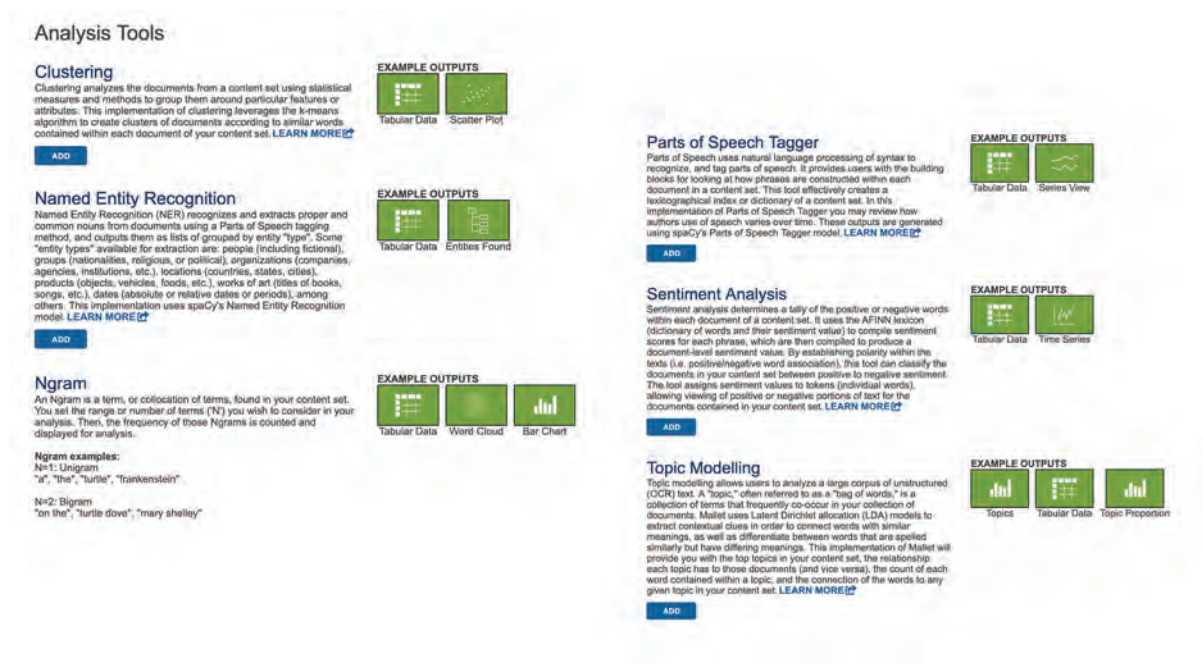 Analysis Tools
Clustering
Clustering analyzes the documents from a content set using statistical
measures and methods to group them around particular features or
attributes. This implementation of clustering leverages the k-means
algorithm to create clusters of documents according to similar words
contained within each document of your content set. LEARN MORE
ADD
EXAMPLE OUTPUTS
Tabular Data Scatter Plot
Named Entity Recognition
Named Entity Recognition (NER) recognizes and extracts proper and
common nouns from documents using a Parts of Speech tagging
method, and outputs them as lists of grouped by entity "type". Some
"entity types" available for extraction are: people (including fictional),
groups (nationalities, religious, or political), organizations (companies,
agencies, institutions, etc.), locations (countries, states, cities),
products (objects, vehicles, foods, etc.), works of art (titles of books,
songs, etc.), dates (absolute or relative dates or periods), among
others. This implementation uses spaCy's Named Entity Recognition
model. LEARN MORE
ADD
EXAMPLE OUTPUTS
Tabular Data Entities Found
Ngram
An Ngram is a term, or collocation of terms, found in your content set.
You set the range or number of terms ('N') you wish to consider in your
analysis. Then, the frequency of those Ngrams is counted and
displayed for analysis.
Ngram examples:
N=1: Unigram
"a", "the", "turtle", "frankenstein"
N=2: Bigram
"on the", "turtle dove", "mary shelley"
EXAMPLE OUTPUTS
Tabular Data Word Cloud Bar Chart
Parts of Speech Tagger
Parts of Speech uses natural language processing of syntax to
recognize, and tag parts of speech. It provides users with the building
blocks for looking at how phrases are constructed within each
document in a content set. This tool effectively creates a
lexitographical index or dictionary of a content set. In this
implementation of Parts of Speech Tagger you may review how
authors use of speech varies over time. These outputs are generated
using spaCy's Parts of Speech Tagger model. LEARN MORE
ADD
EXAMPLE OUTPUTS
Tabular Data Series View
Sentiment Analysis
Sentiment analysis determines a tally of the positive or negative words
within each document of a content set. It uses the AFINN lexicon
(dictionary of words and their sentiment value) to compile sentiment
scores for each phrase, which are then compiled to produce a
document-level sentiment value. By establishing polarity within the
texts (i.e. positive/negative word association), this tool can classify the
documents in your content set between positive to negative sentiment.
The tool assigns sentiment values to tokens (individual words),
allowing viewing of positive or negative portions of text for the
documents contained in your content set. LEARN MORE
ADD
EXAMPLE OUTPUTS
Tabular Data Time Series
Topic Modelling
Topic modelling allows users to analyze a large corpus of unstructured
(OCR) text. A "topic," often referred to as a "bag of words," is a
collection of terms that frequently co-occur in your collection of
documents. Mallet uses Latent Dirichlet allocation (LDA) models to
extract contextual clues in order to connect words with similar
meanings, as well as differentiate between words that are spelled
similarly but have differing meanings. This implementation of Mallet will
provide you with the top topics in your content set, the relationship
each topic has to those documents (and vice versa), the count of each
word contained within a topic, and the connection of the words to any
given topic in your content set. LEARN MORE
ADD
EXAMPLE OUTPUTS
Topics Tabular Data Topic Proportion